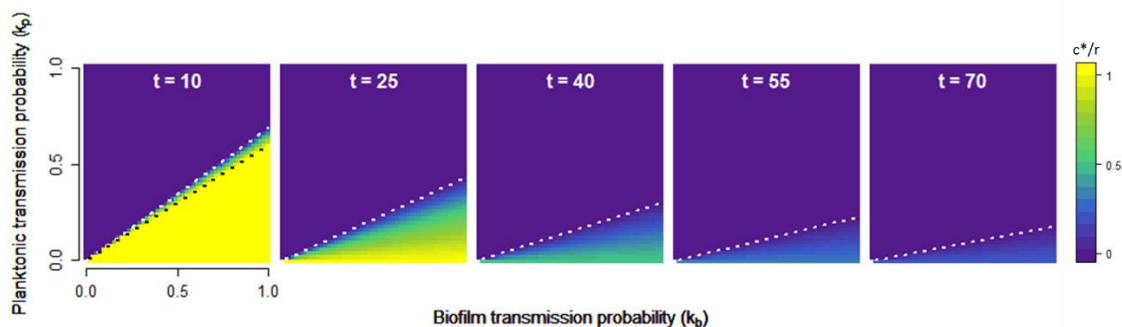 Planktonic transmission probability (kp)
1.0
0.5
0.0
t = 10
t = 25
t = 40
t = 55
t = 70
c*/r
1
0.5
0
0.0
0.5
1.0
Biofilm transmission probability (kb)